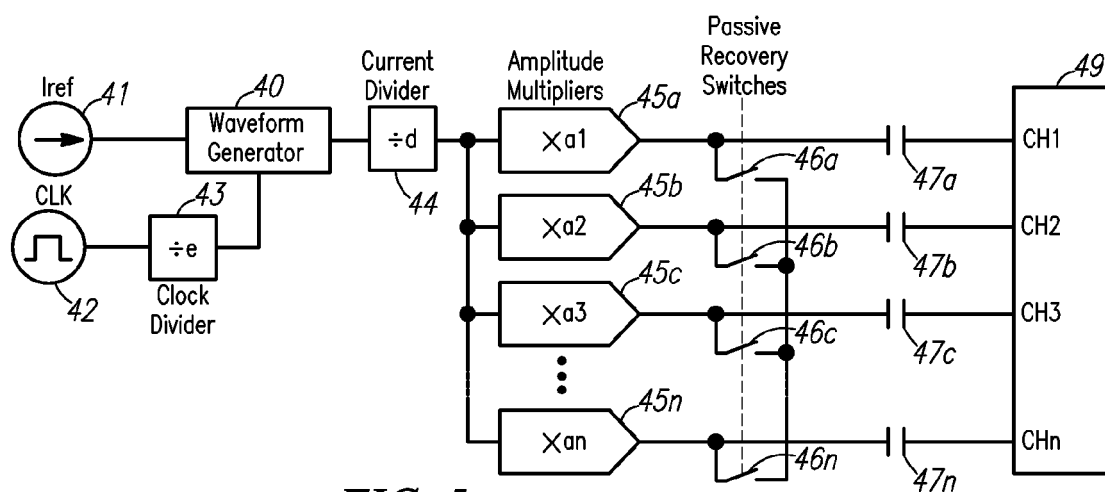 Iref
41
40
Waveform
Generator
Current
Divider
÷d
44
Amplitude
Multipliers
45a
×a1
Passive
Recovery
Switches
46a
47a
49
CH1
CLK
42
43
÷e
Clock
Divider
45b
×a2
46b
47b
CH2
45c
×a3
46c
47c
CH3
45n
×an
46n
47n
CHn